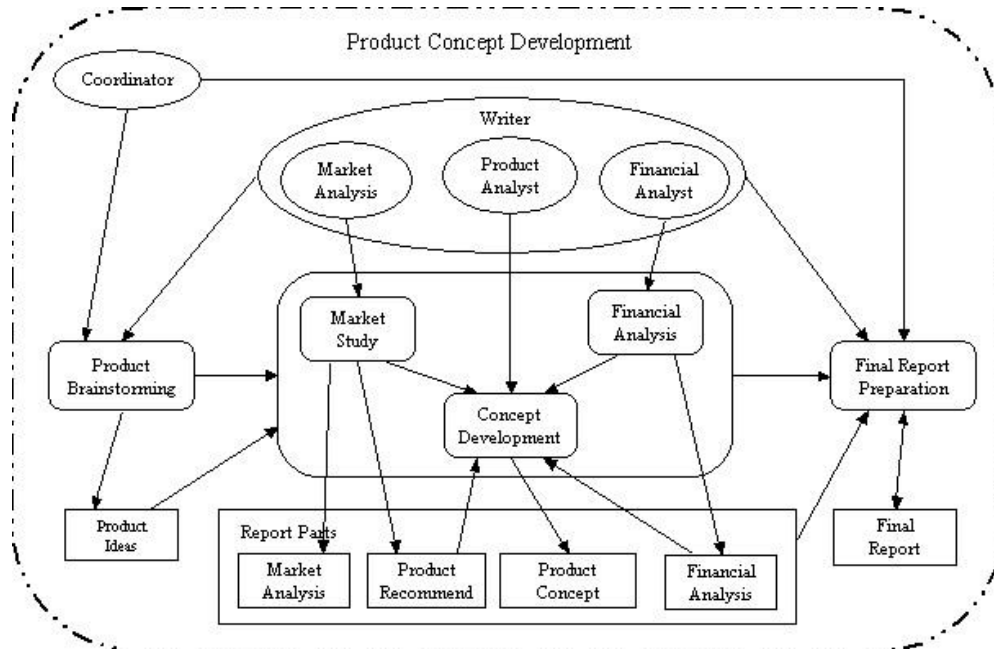 Product Concept Development
Coordinator
Writer
Market
Analysis
Product
Analyst
Financial
Analyst
Market
Study
Financial
Analysis
Product
Brainstorming
Final Report
Preparation
Concept
Development
Product
Ideas
Report Parts
Final
Report
Market
Analysis
Product
Recommend
Product
Concept
Financial
Analysis